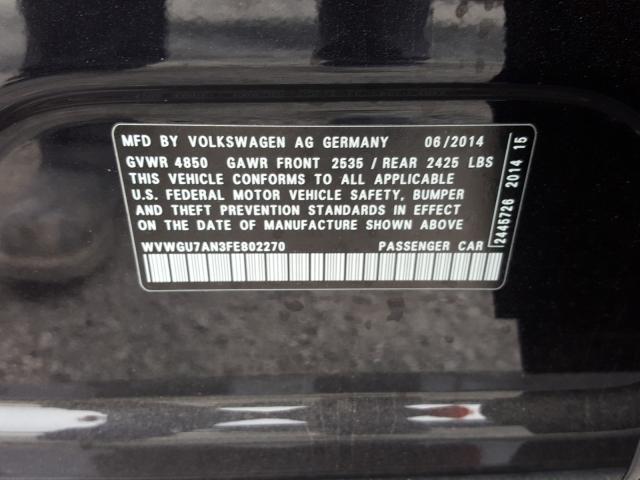 MFD BY VOLKSWAGEN AG GERMANY 06/2014
GVWR 4850 GAWR FRONT 2535 / REAR 2425 LBS
THIS VEHICLE CONFORMS TO ALL APPLICABLE
U.S. FEDERAL MOTOR VEHICLE SAFETY, BUMPER
AND THEFT PREVENTION STANDARDS IN EFFECT
ON THE DATE OF MANUFACTURE SHOWN ABOVE
WVWGU7AN3FE802270 PASSENGER CAR
2445726 2014 15